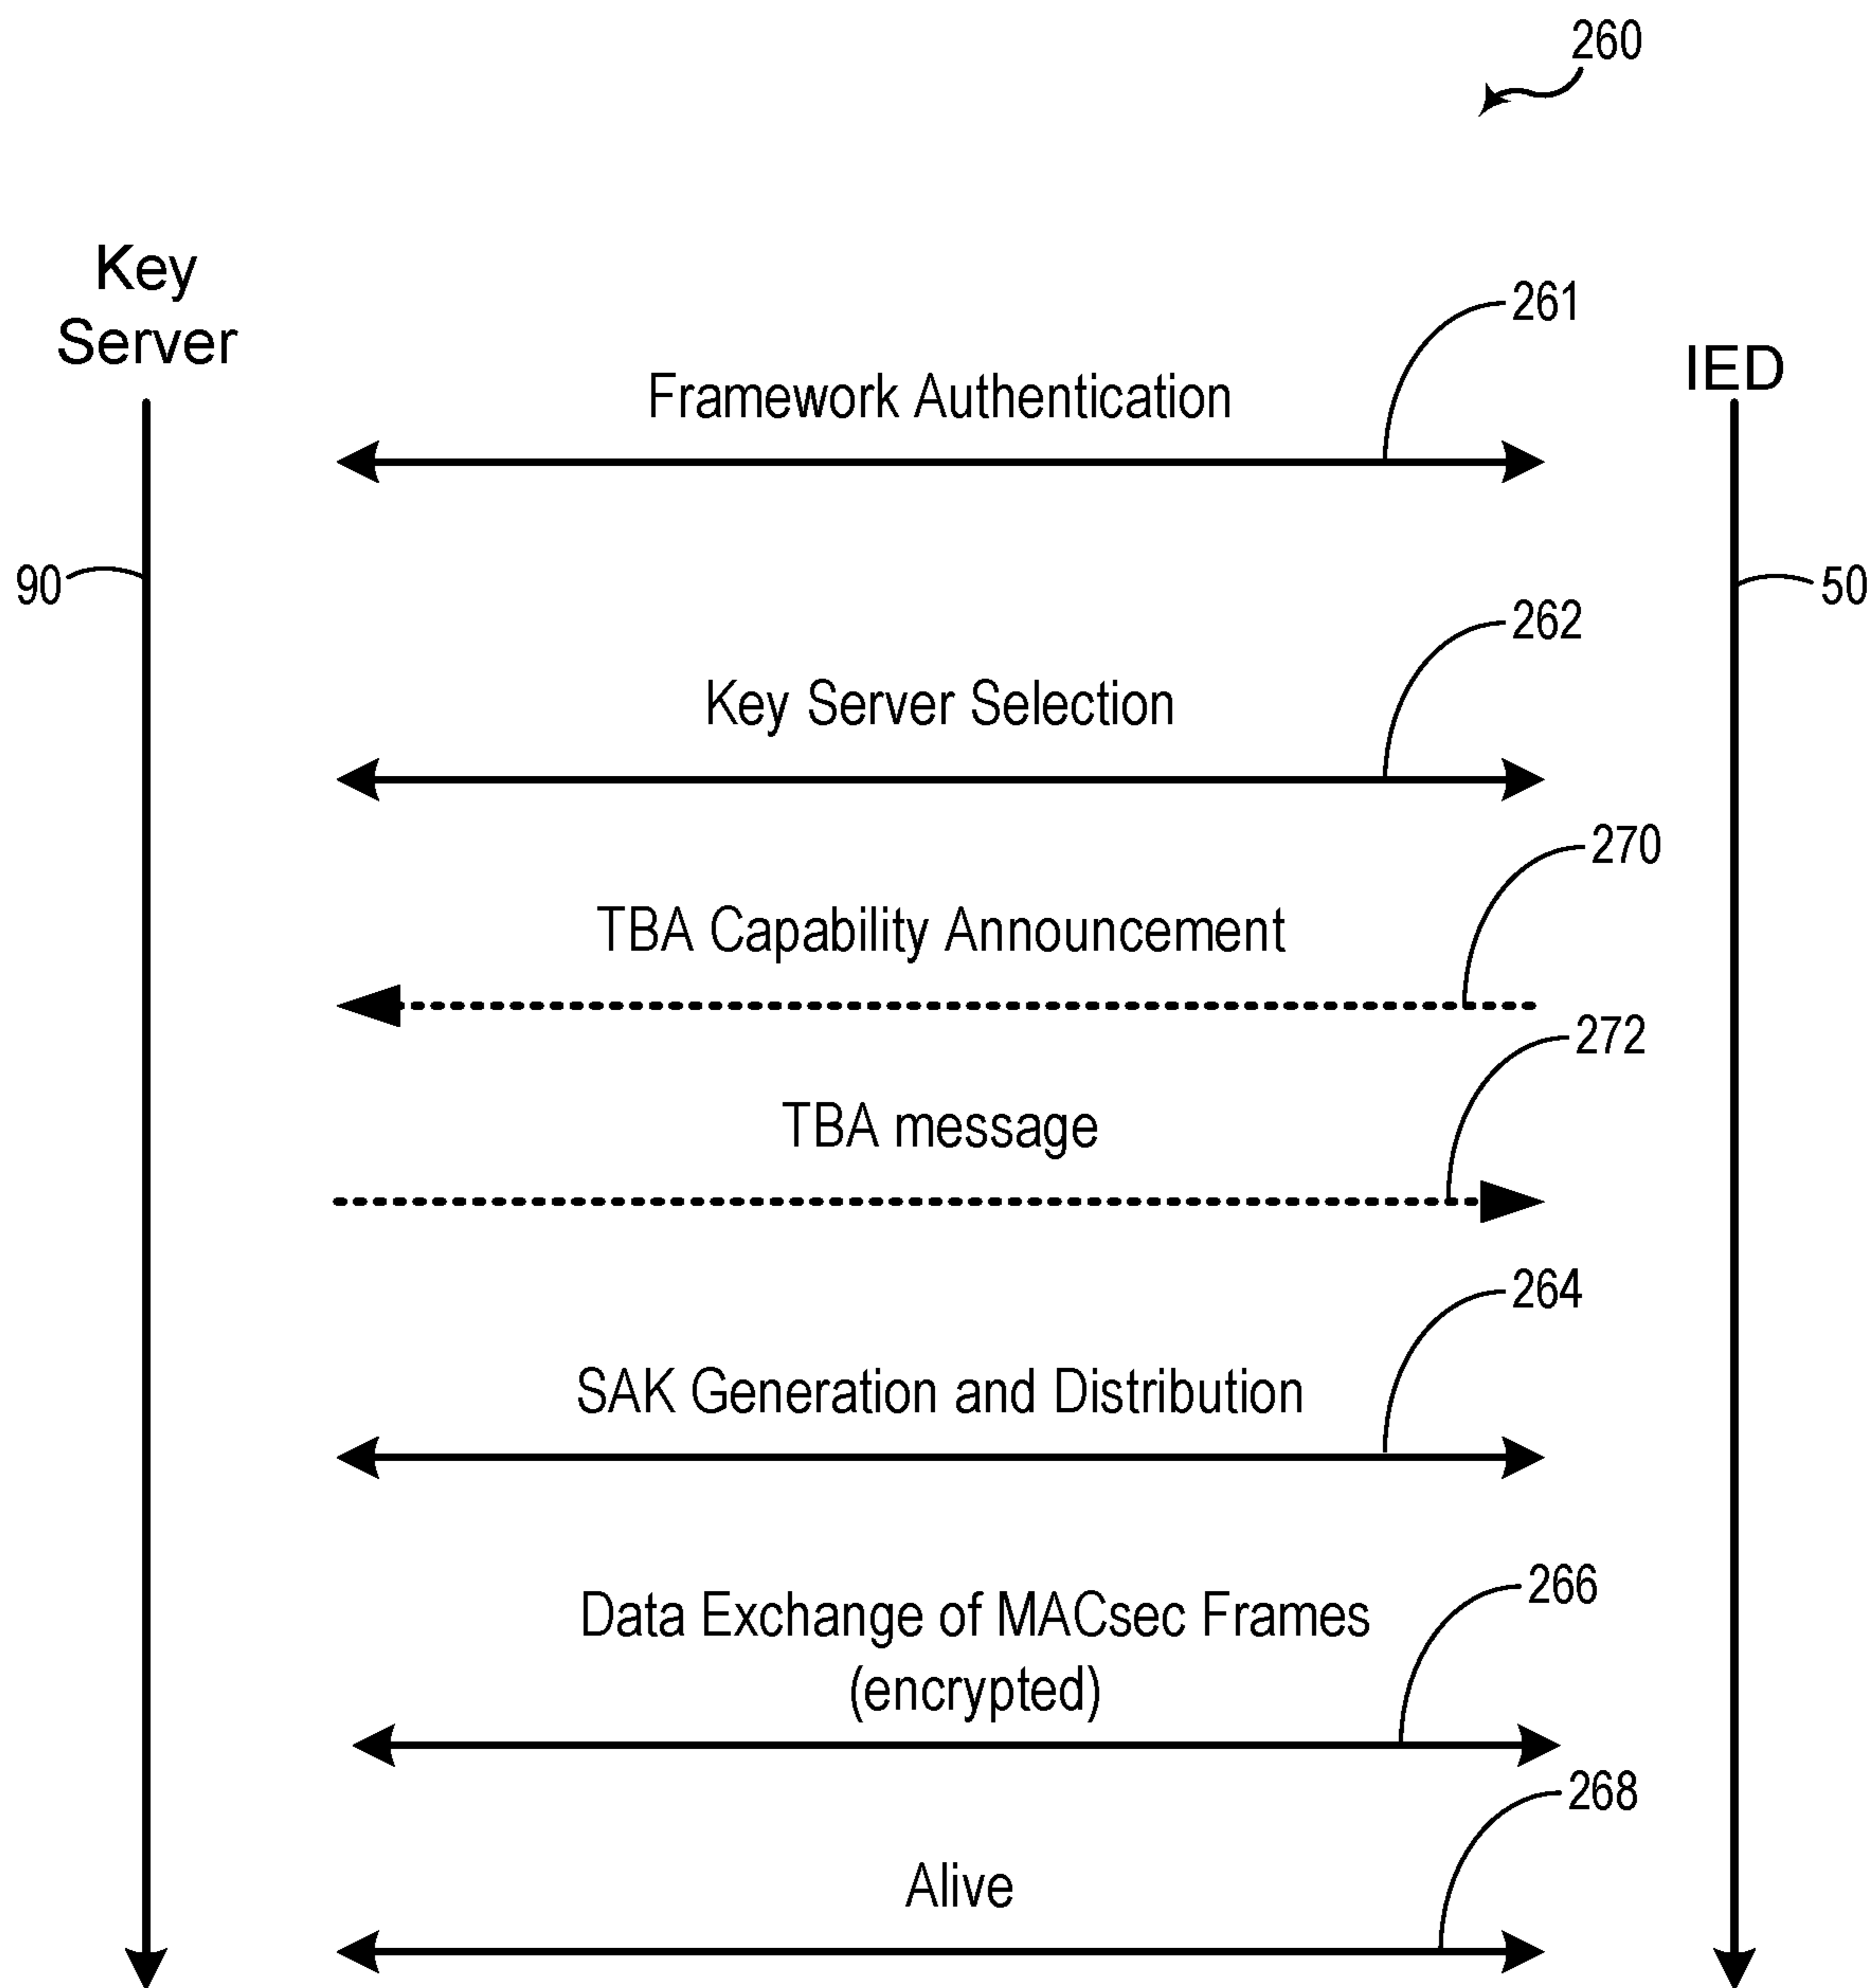 260
Key
Server
261
IED
Framework Authentication
90
50
262
Key Server Selection
270
TBA Capability Announcement
272
TBA message
264
SAK Generation and Distribution
266
Data Exchange of MACsec Frames
(encrypted)
268
Alive